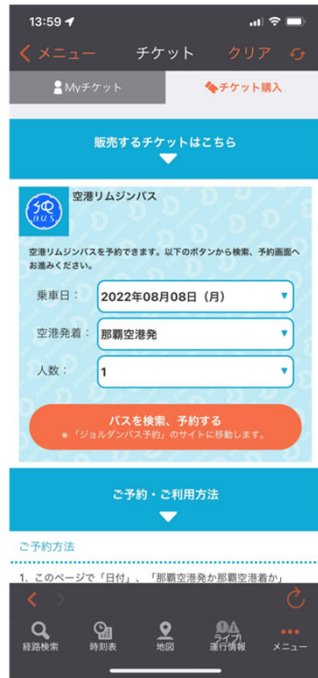 13:59
メニュー チケット クリア
Myチケット チケット購入
販売するチケットはこちら
空港リムジンバス
BUS
空港リムジンバスを予約できます。以下のボタンから検索、予約画面へ
お進みください。
乗車日： 2022年08月08日（月）
空港発着： 那覇空港発
人数： 1
バスを検索、予約する
※「ジョルダンバス予約」のサイトに移動します。
ご予約・ご利用方法
ご予約方法
1. このページで「日付」、「那覇空港発か那覇空港着か」
経路検索 時刻表 地図 ライブ!
運行情報 メニュー